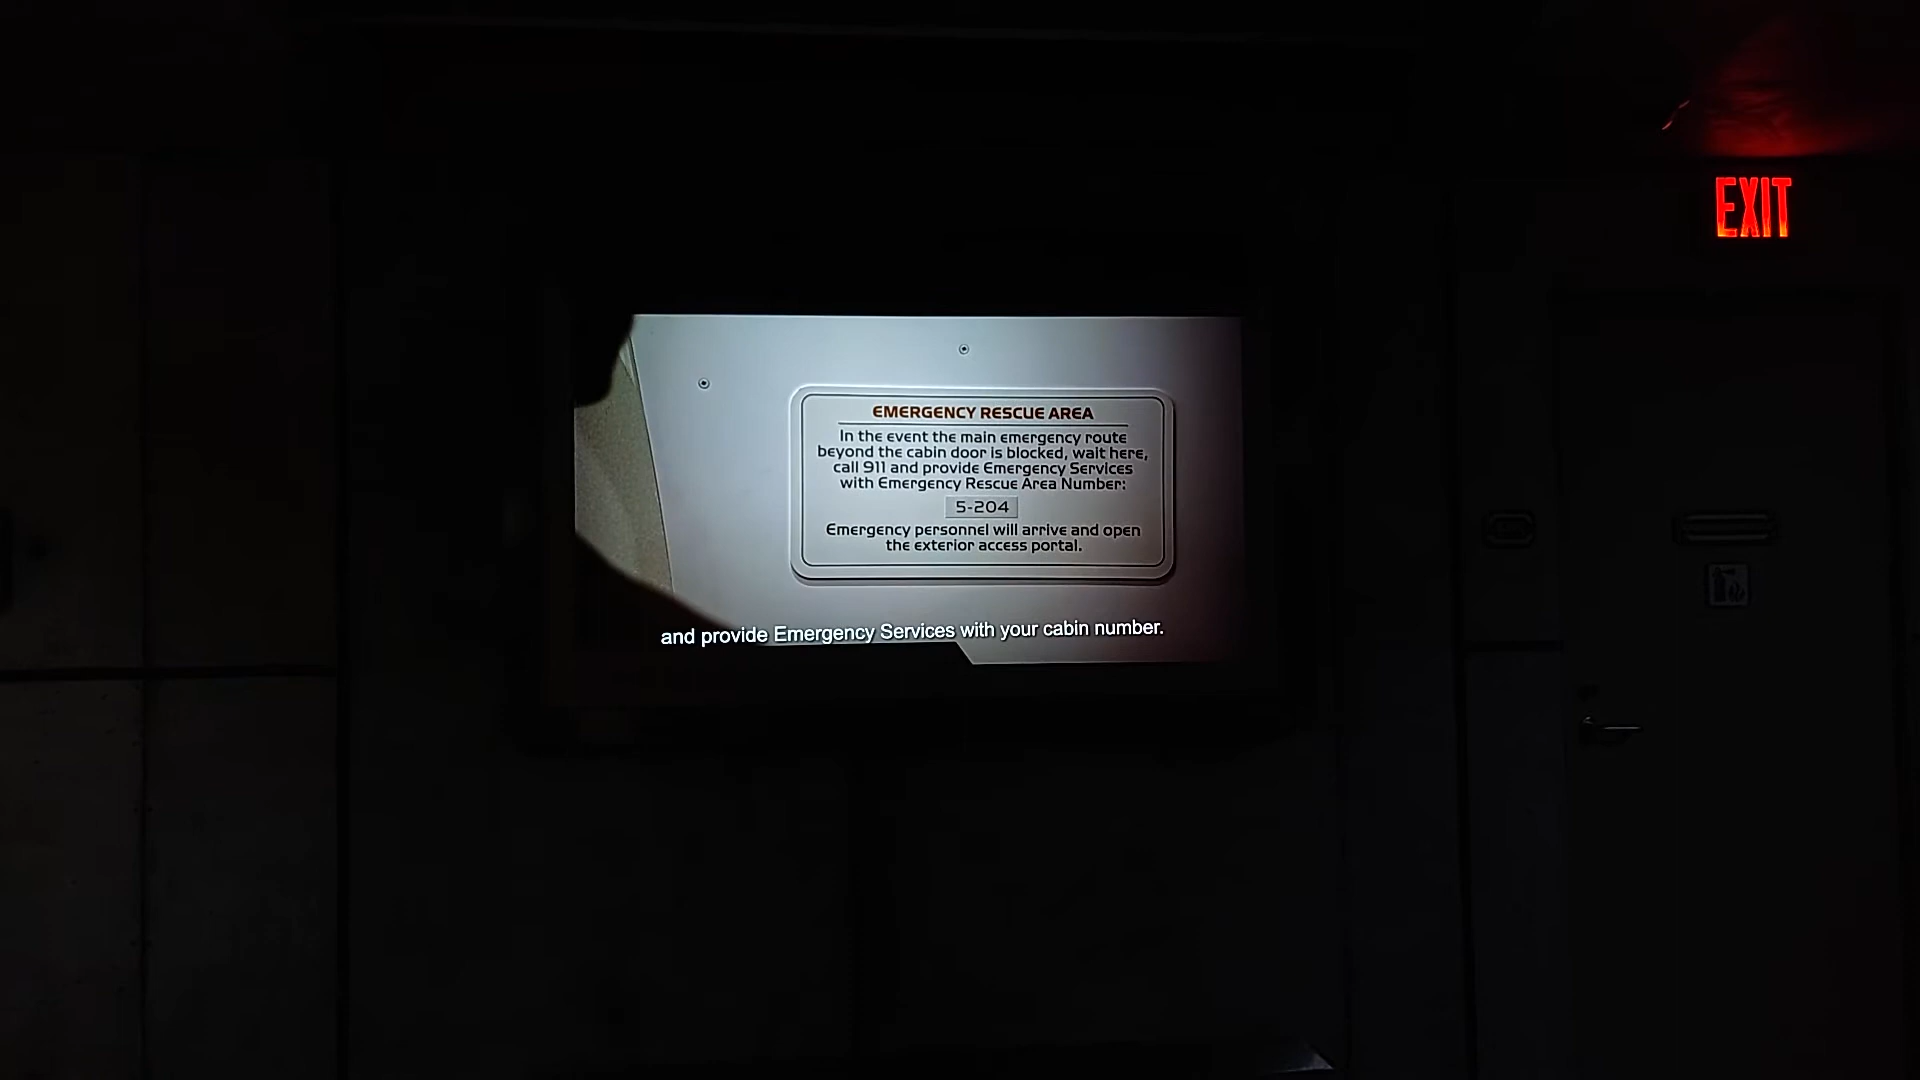 EXIT
EMERGENCY RESCUE AREA
In the event the main emergency route
beyond the cabin door is blocked, wait here,
call 911 and provide Emergency Services
with Emergency Rescue Area Number:
5-204
Emergency personnel will arrive and open
the exterior access portal.
and provide Emergency Services with your cabin number.